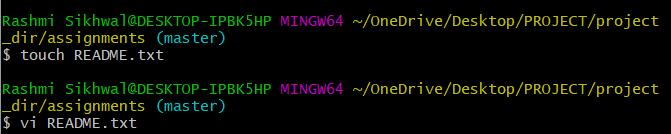 Rashmi Sikhwal@DESKTOP-IPBK5HP MINGW64 ~/OneDrive/Desktop/PROJECT/project
_dir/assignments (master)
$ touch README.txt
Rashmi Sikhwal@DESKTOP-IPBK5HP MINGW64 ~/OneDrive/Desktop/PROJECT/project
_dir/assignments (master)
$ vi README.txt